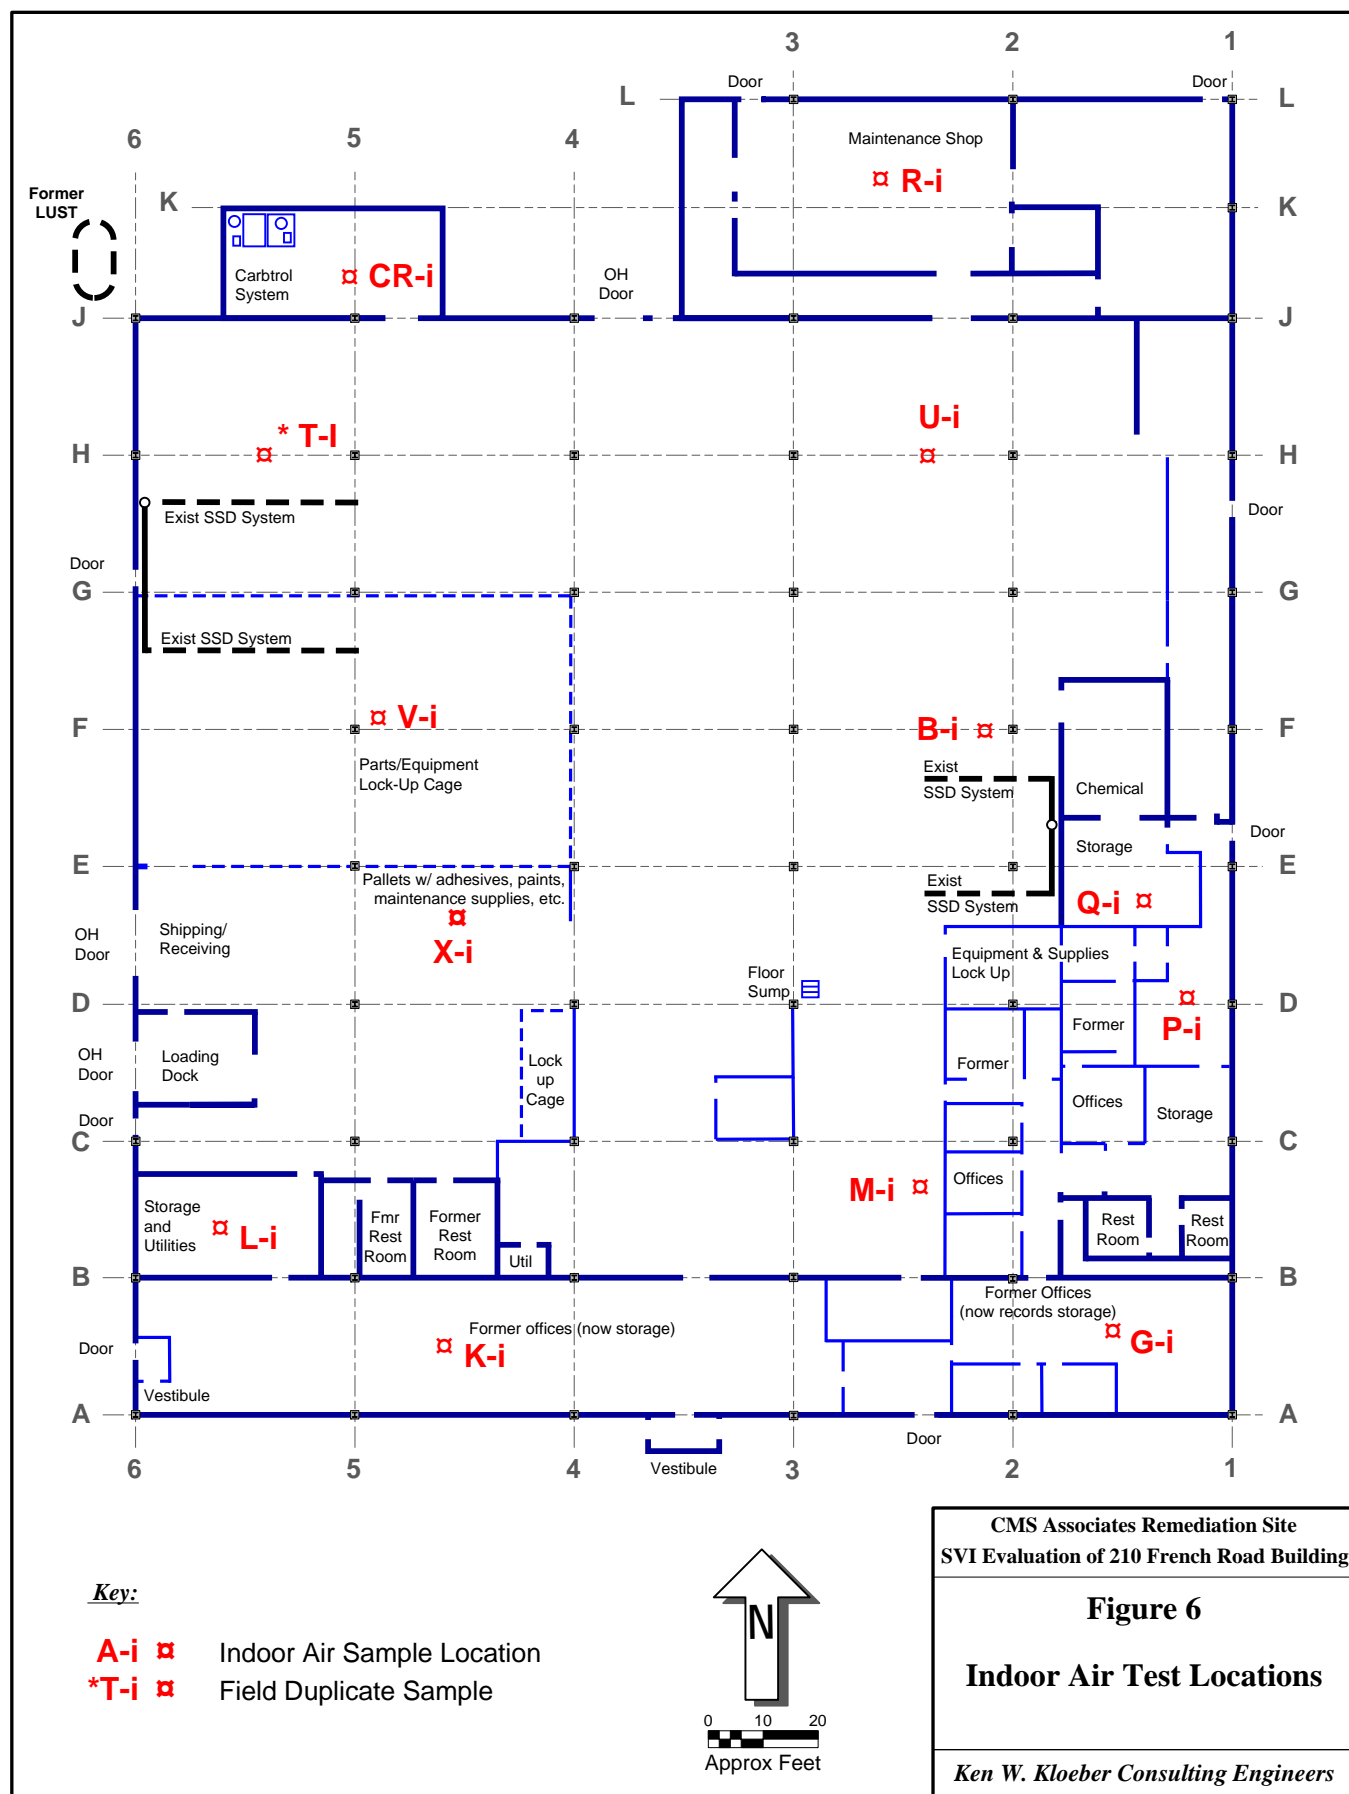 3 2 1
Door Door
L L
6 5 4
Maintenance Shop
Former
LUST
R-i
K K
Carbtrol
System
CR-i
OH
Door
J J
U-i
* T-I
H H
Exist SSD System
Door
Door
G G
Exist SSD System
V-i
F F
B-i
Parts/Equipment
Lock-Up Cage
Exist
SSD System
Chemical
Door
Storage
E E
Pallets w/ adhesives, paints,
maintenance supplies, etc.
Exist
SSD System
Q-i
Shipping/
Receiving
OH
Door
X-i
Equipment & Supplies
Lock Up
Floor
Sump
D D
P-i
Former
OH
Door
Loading
Dock
Lock
up
Cage
Former
Offices
Storage
Door
C C
Offices
M-i
Storage
and
Utilities
L-i
Fmr
Rest
Room
Former
Rest
Room
Util
Rest
Room
Rest
Room
B B
Former Offices
(now records storage)
Former offices (now storage)
G-i
K-i
Door
Vestibule
A A
Door
6 5 4 3 2 1
Vestibule
CMS Associates Remediation Site
SVI Evaluation of 210 French Road Building
Figure 6
Indoor Air Test Locations
Ken W. Kloeber Consulting Engineers
Key:
A-i Indoor Air Sample Location
*T-i Field Duplicate Sample
N
0 10 20
Approx Feet